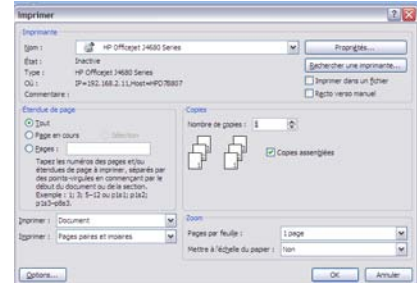 Imprimer
Imprimante
Nom : HP Officejet J4680 Series
Propriétés...
État : Inactive
Type : HP Officejet J4680 Series
Rechercher une imprimante...
Où : IP=192.168.2.11,Host=HPD78807
Imprimer dans un fichier
Commentaire :
Recto verso manuel
Étendue de page
Tout
Page en cours
Sélection
Pages :
Tapez les numéros des pages et/ou
étendues de page à imprimer, séparés par
des points-virgules en commençant par le
début du document ou de la section.
Exemple : 1; 3; 5-12 ou p1s1; p1s2;
p1s3-p8s3.
Copies
Nombre de copies :
Copies assemblées
Imprimer : Document
Imprimer : Pages paires et impaires
Zoom
Pages par feuille : 1 page
Mettre à l'échelle du papier : Non
Options...
OK
Annuler